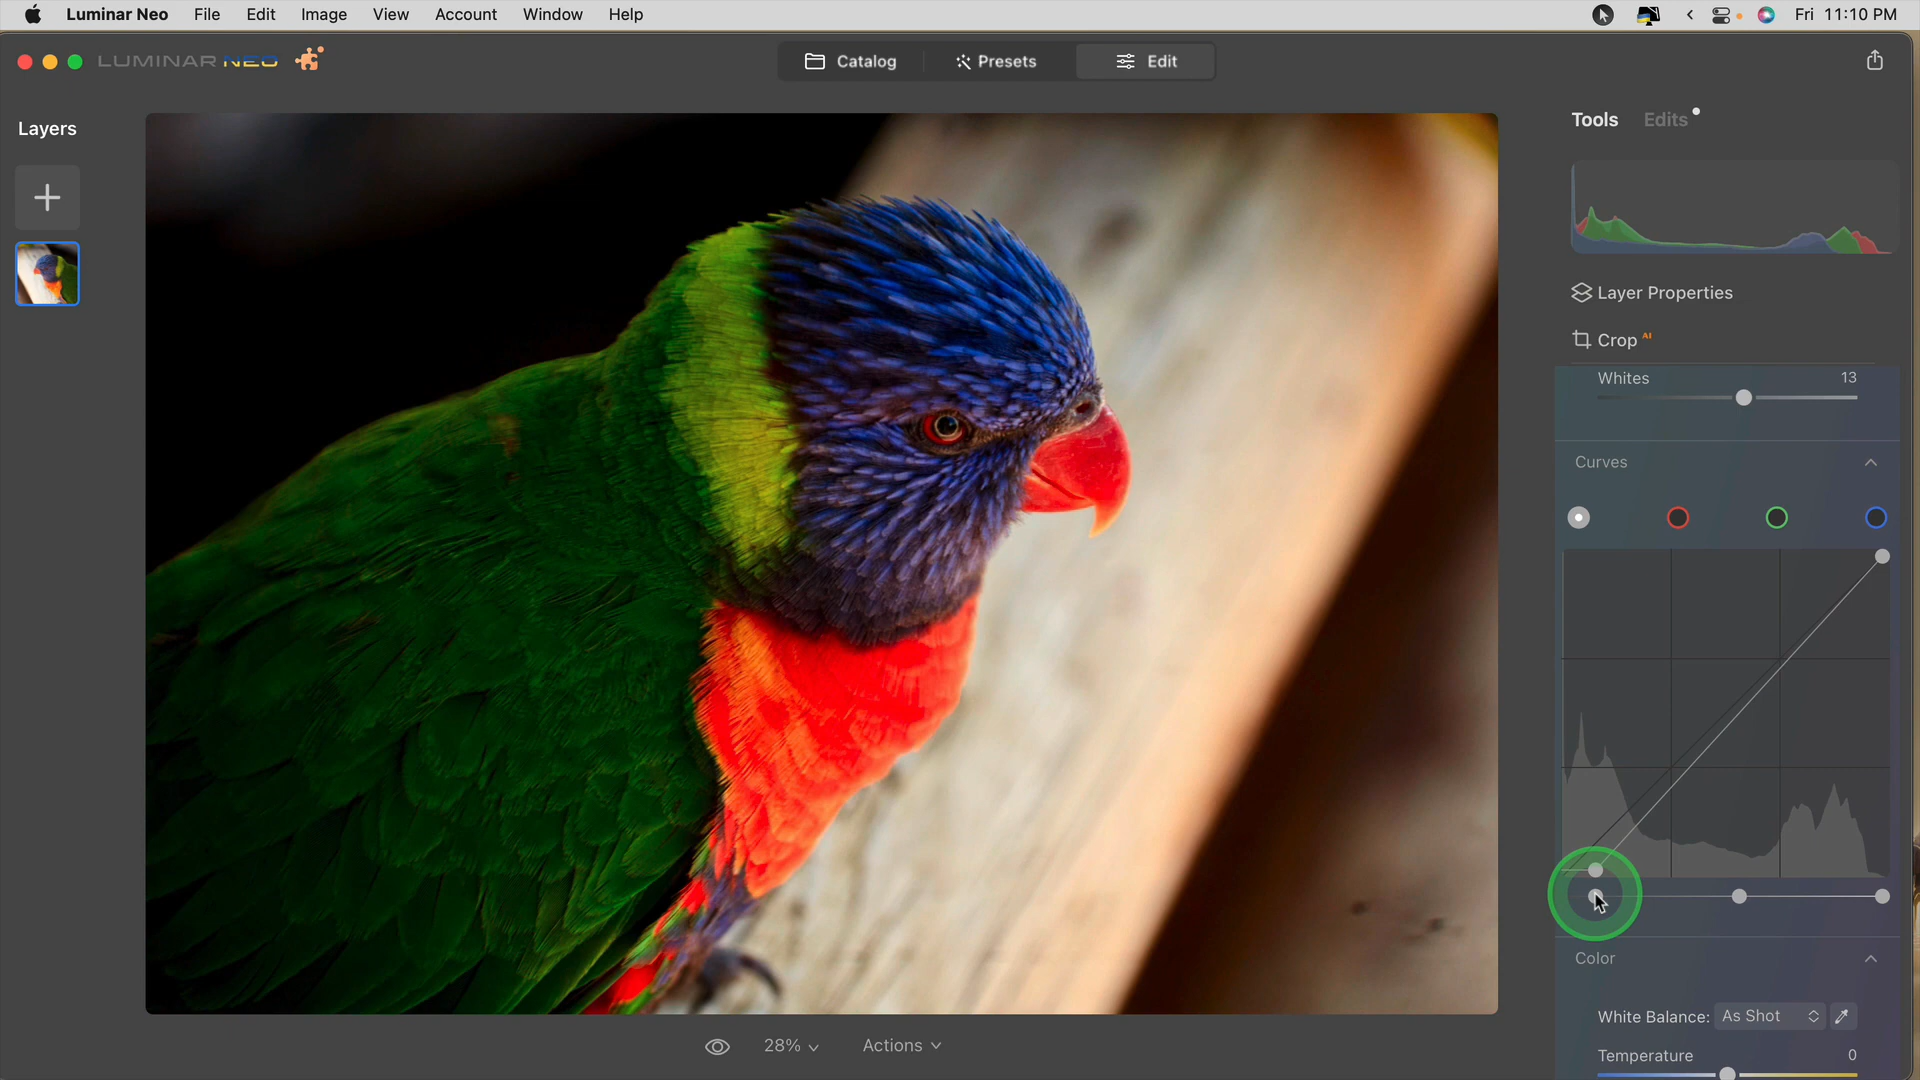 Luminar Neo File Edit Image View Account Window Help Fri 11:10 PM
LUMINAR NEO
Catalog Presets Edit
Layers
Tools Edits
Layer Properties
Crop AI
Whites 13
Curves
Color
White Balance: As Shot
Temperature 0
28% Actions